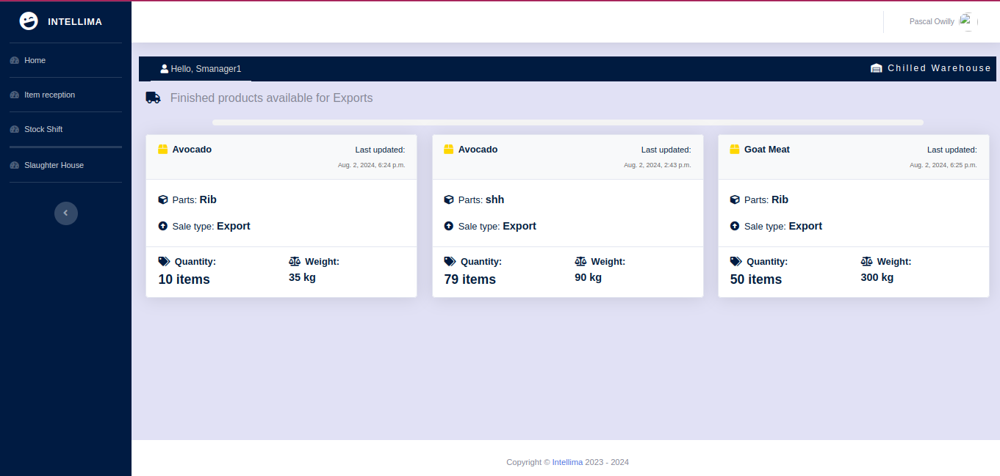 INTELLIMA
Pascal Owilly
Home
Item reception
Stock Shift
Slaughter House
Hello, Smanager1
Chilled Warehouse
Finished products available for Exports
Avocado
Last updated:
Aug. 2, 2024, 6:24 p.m.
Parts: Rib
Sale type: Export
Quantity:
10 items
Weight:
35 kg
Avocado
Last updated:
Aug. 2, 2024, 2:43 p.m.
Parts: shh
Sale type: Export
Quantity:
79 items
Weight:
90 kg
Goat Meat
Last updated:
Aug. 2, 2024, 6:25 p.m.
Parts: Rib
Sale type: Export
Quantity:
50 items
Weight:
300 kg
Copyright © Intellima 2023 - 2024